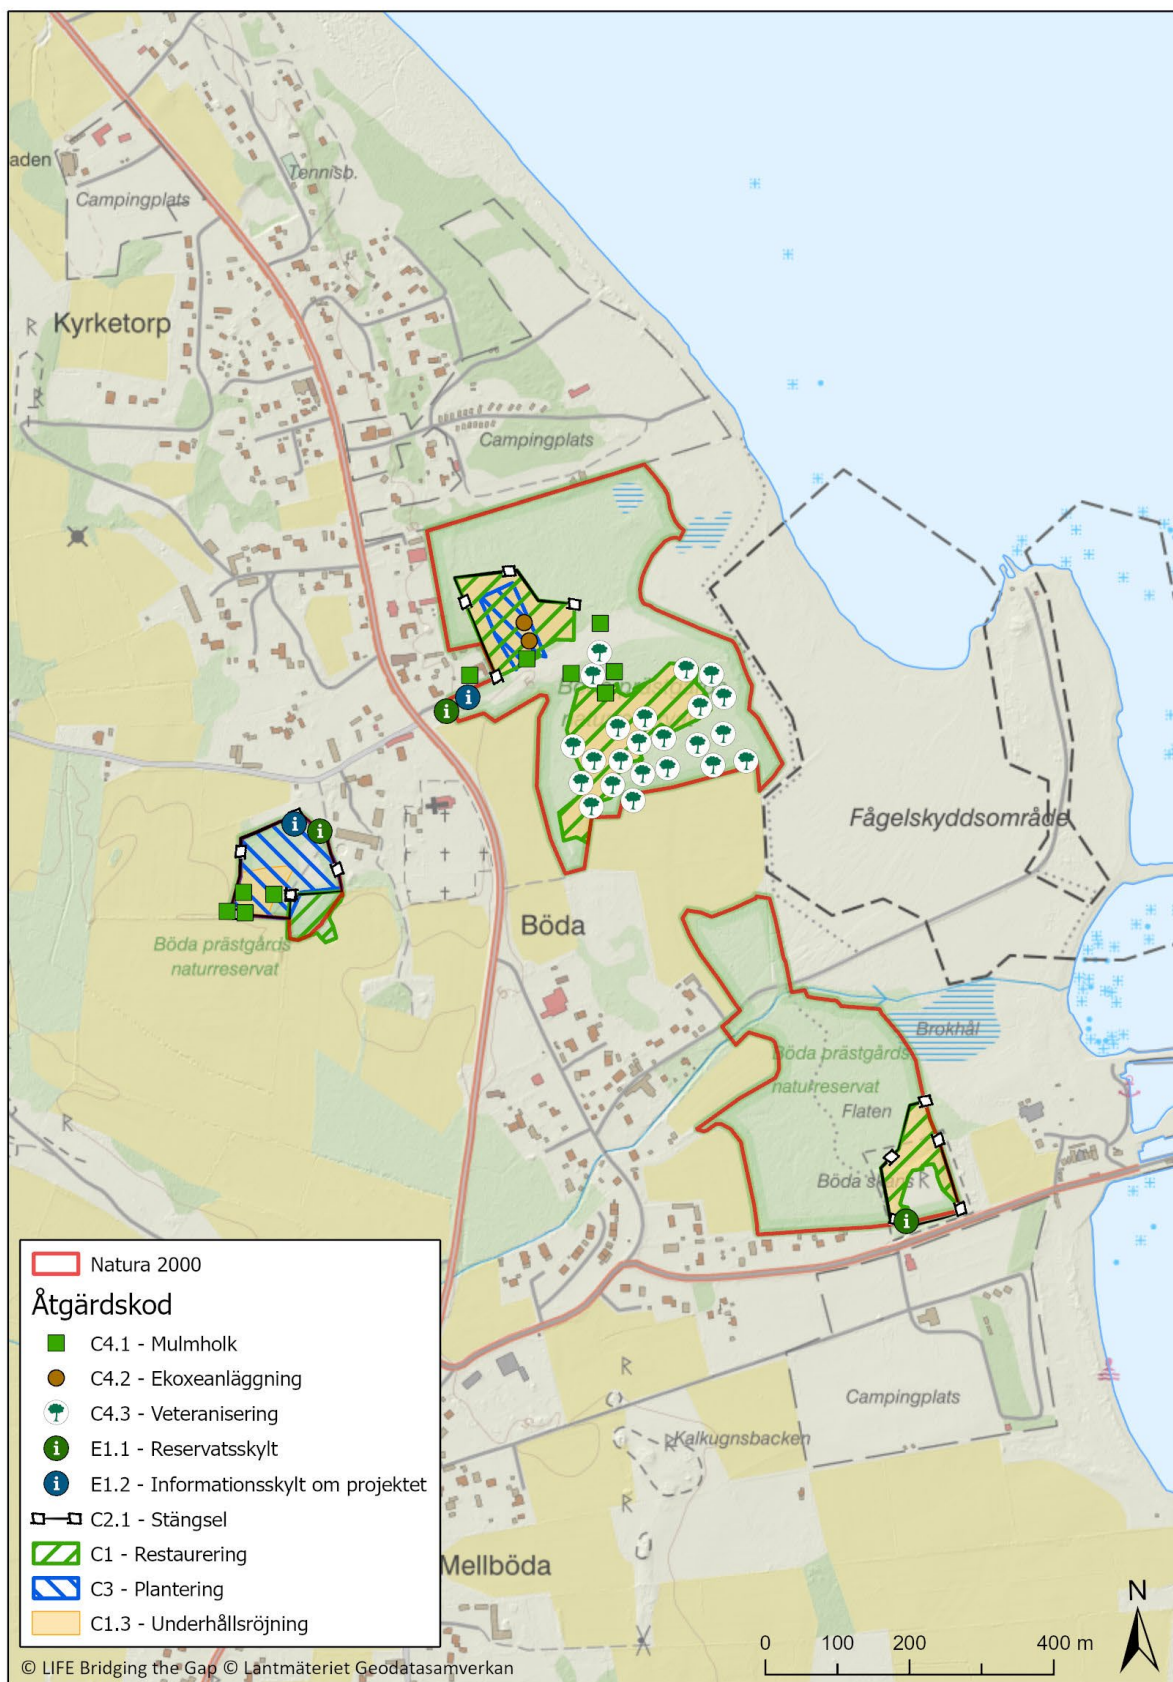 aden
Tennisb.
Campingplats
Kyrketorp
Campingplats
naturreservat
Fågelskyddsområde
Böda
Böda prästgårds
naturreservat
Brokhål
Böda prästgårds
naturreservat
Flaten
Böda skans
Campingplats
Kalkugnsbacken
Mellböda
Natura 2000
Åtgärdskod
C4.1 - Mulmholk
C4.2 - Ekoxeanläggning
C4.3 - Veteranisering
E1.1 - Reservatsskylt
E1.2 - Informationsskylt om projektet
C2.1 - Stängsel
C1 - Restaurering
C3 - Plantering
C1.3 - Underhållsröjning
N
0 100 200 400 m
© LIFE Bridging the Gap © Lantmäteriet Geodatasamverkan